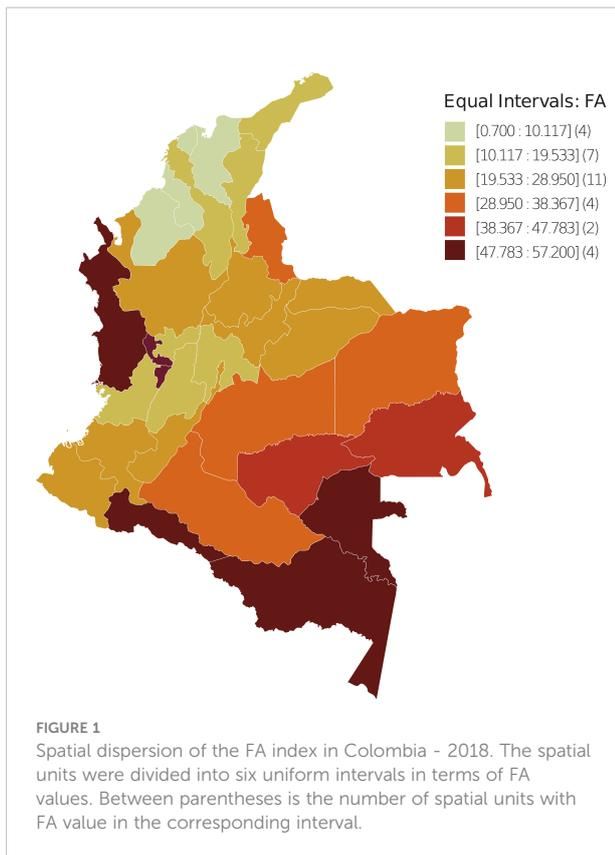 Equal Intervals: FA
[0.700 : 10.117] (4)
[10.117 : 19.533] (7)
[19.533 : 28.950] (11)
[28.950 : 38.367] (4)
[38.367 : 47.783] (2)
[47.783 : 57.200] (4)
FIGURE 1
Spatial dispersion of the FA index in Colombia - 2018. The spatial
units were divided into six uniform intervals in terms of FA
values. Between parentheses is the number of spatial units with
FA value in the corresponding interval.